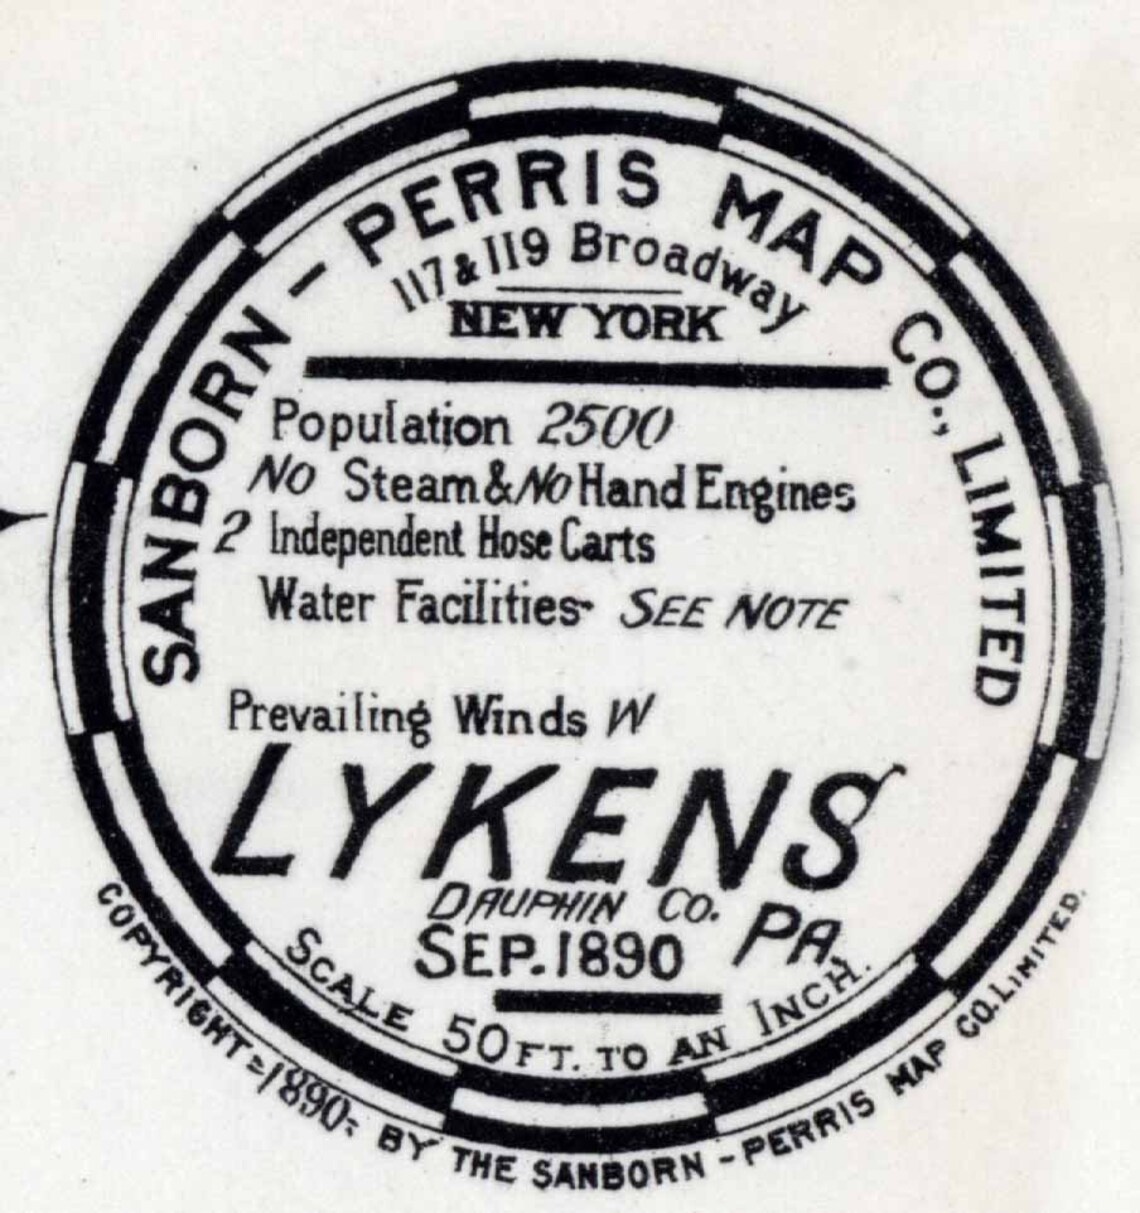 SANBORN - PERRIS MAP CO., LIMITED
117 & 119 Broadway
NEW YORK
Population 2500
NO Steam & NO Hand Engines
2 Independent Hose Carts
Water Facilities- SEE NOTE
Prevailing Winds W
LYKENS
DAUPHIN CO. PA.
SEP. 1890
SCALE 50 FT. TO AN INCH.
COPYRIGHT = 1890 = BY THE SANBORN - PERRIS MAP CO. LIMITED.